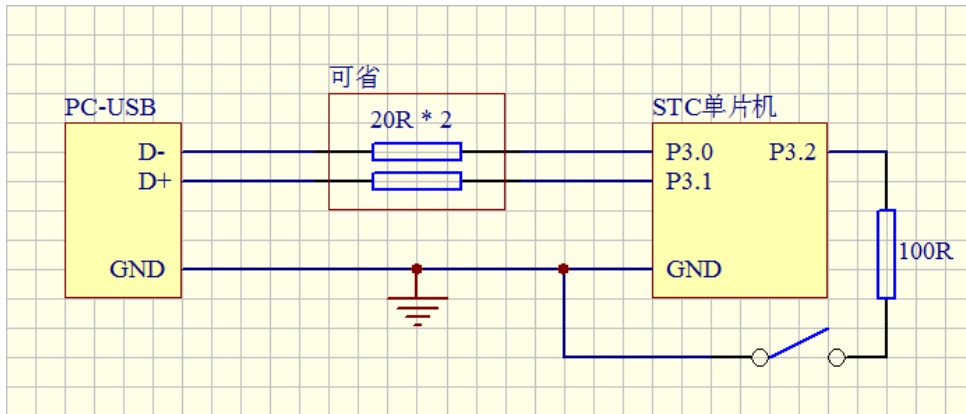 可省
PC-USB
20R * 2
STC单片机
D-
P3.0
P3.2
D+
P3.1
100R
GND
GND